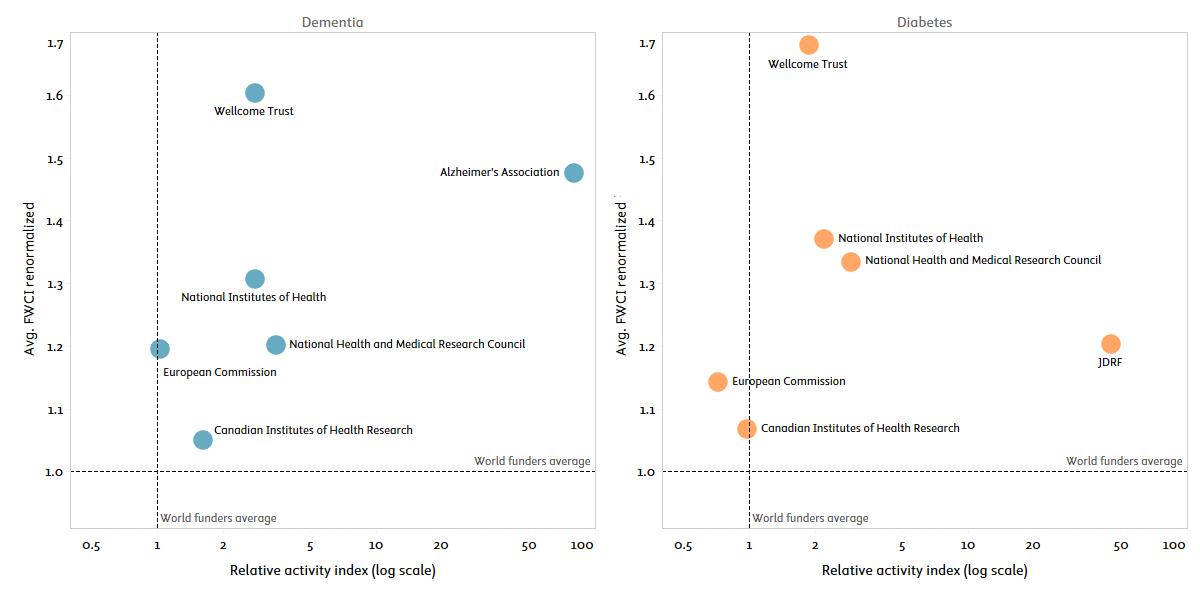 Dementia
Avg. FWCI renormalized
1.7
1.6
1.5
1.4
1.3
1.2
1.1
1.0
Wellcome Trust
Alzheimer's Association
National Institutes of Health
National Health and Medical Research Council
European Commission
Canadian Institutes of Health Research
World funders average
World funders average
0.5 1 2 5 10 20 50 100
Relative activity index (log scale)
Diabetes
Avg. FWCI renormalized
1.7
1.6
1.5
1.4
1.3
1.2
1.1
1.0
Wellcome Trust
National Institutes of Health
National Health and Medical Research Council
JDRF
European Commission
Canadian Institutes of Health Research
World funders average
World funders average
0.5 1 2 5 10 20 50 100
Relative activity index (log scale)